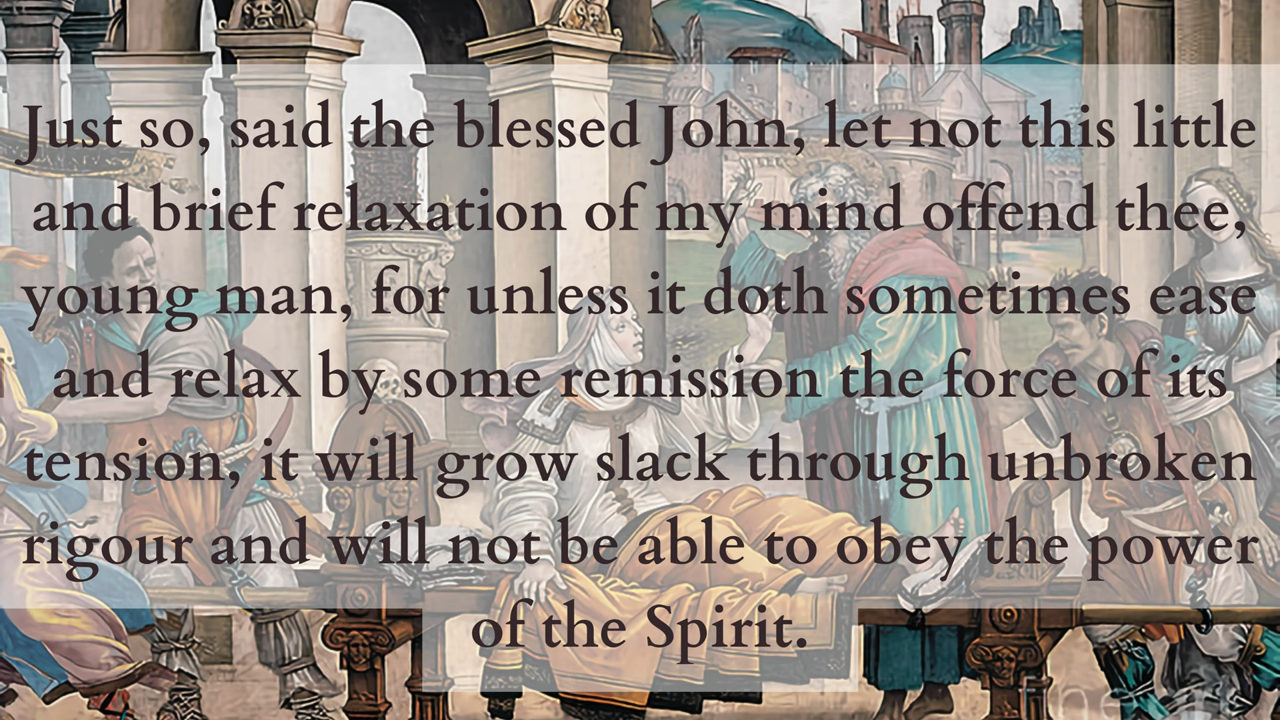 Just so, said the blessed John, let not this little
and brief relaxation of my mind offend thee,
young man, for unless it doth sometimes ease
and relax by some remission the force of its
tension, it will grow slack through unbroken
rigour and will not be able to obey the power
of the Spirit.